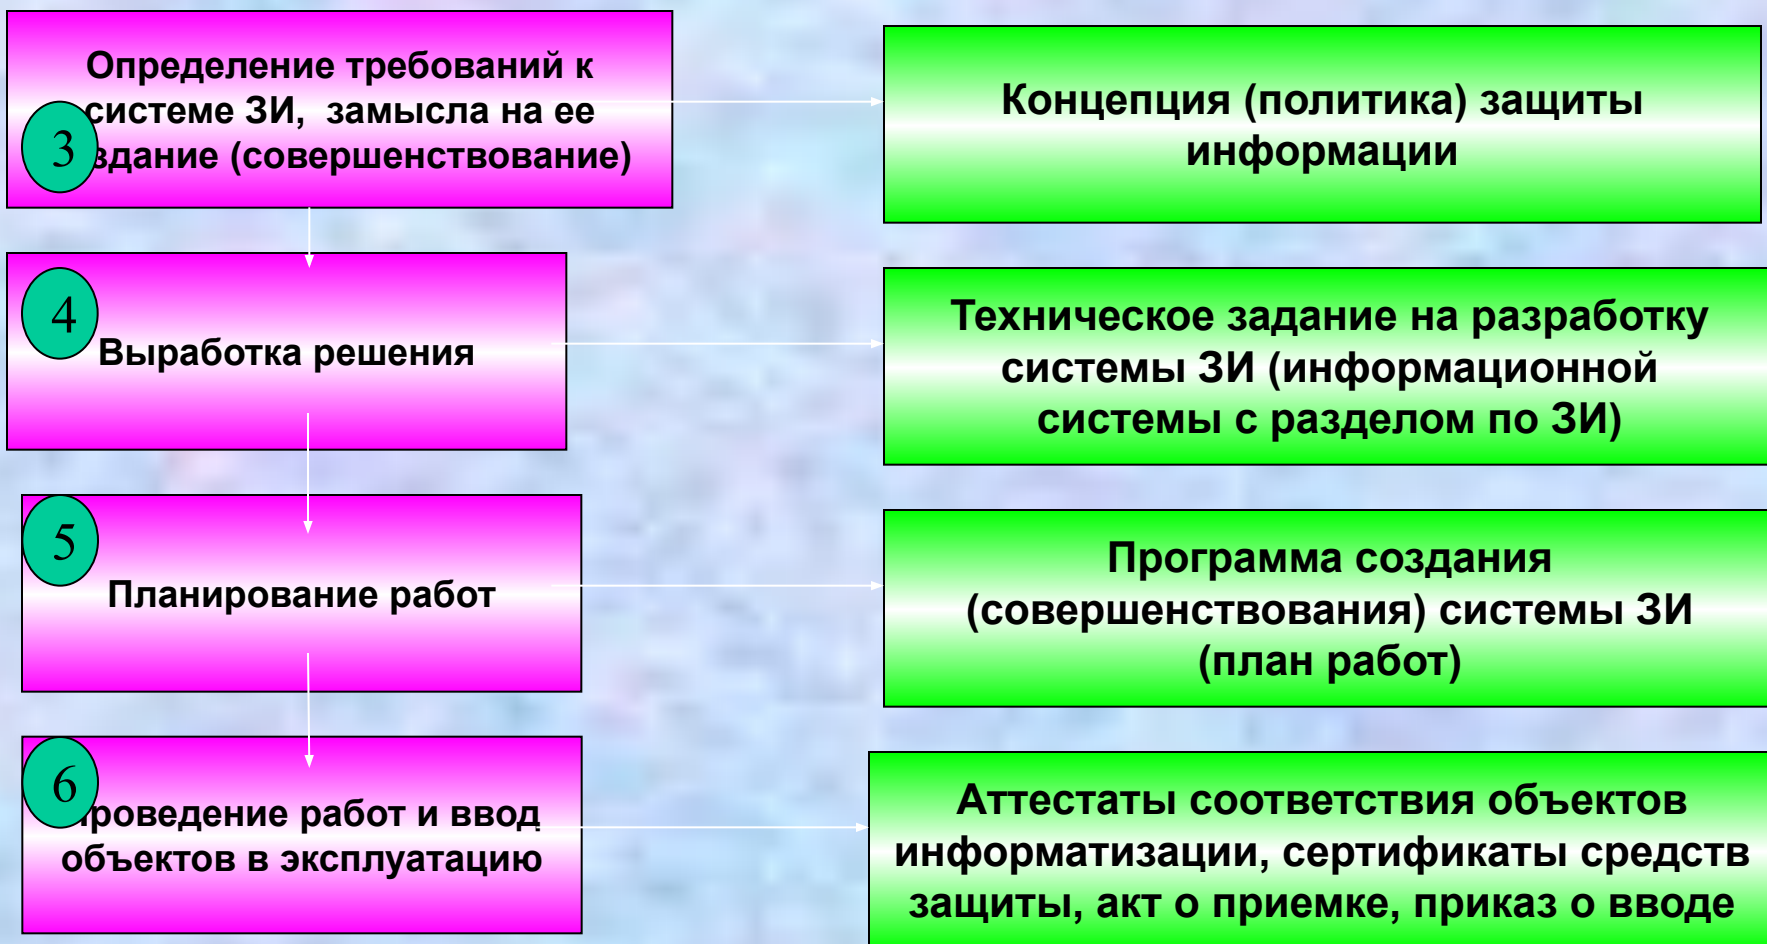 Определение требований к
системе ЗИ, замысла на ее
3
здание (совершенствование)
Концепция (политика) защиты
информации
4
Выработка решения
Техническое задание на разработку
системы ЗИ (информационной
системы с разделом по ЗИ)
5
Планирование работ
Программа создания
(совершенствования) системы ЗИ
(план работ)
6
проведение работ и ввод
объектов в эксплуатацию
Аттестаты соответствия объектов
информатизации, сертификаты средств
защиты, акт о приемке, приказ о вводе